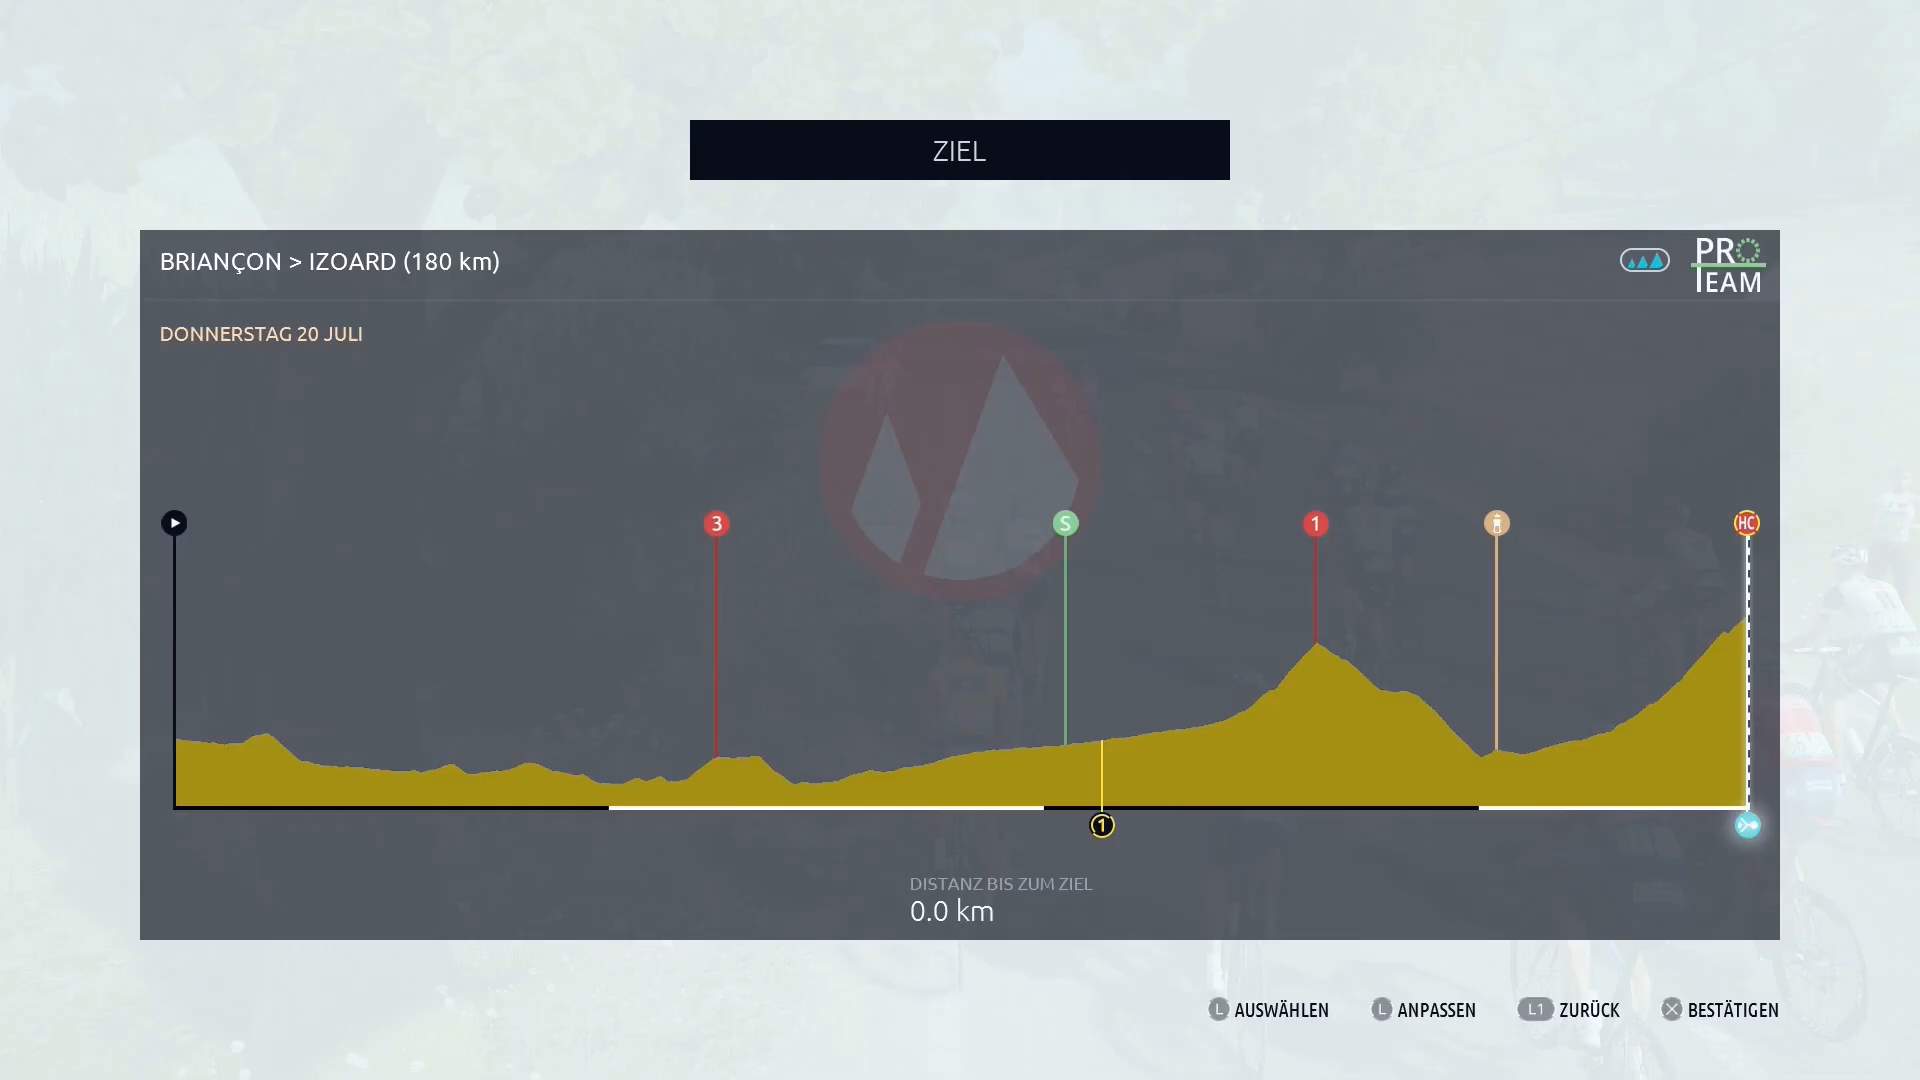 ZIEL
BRIANÇON > IZOARD (180 km)
PRO TEAM
DONNERSTAG 20 JULI
3
S
1
HC
1
DISTANZ BIS ZUM ZIEL
0.0 km
L AUSWÄHLEN L ANPASSEN L1 ZURÜCK X BESTÄTIGEN